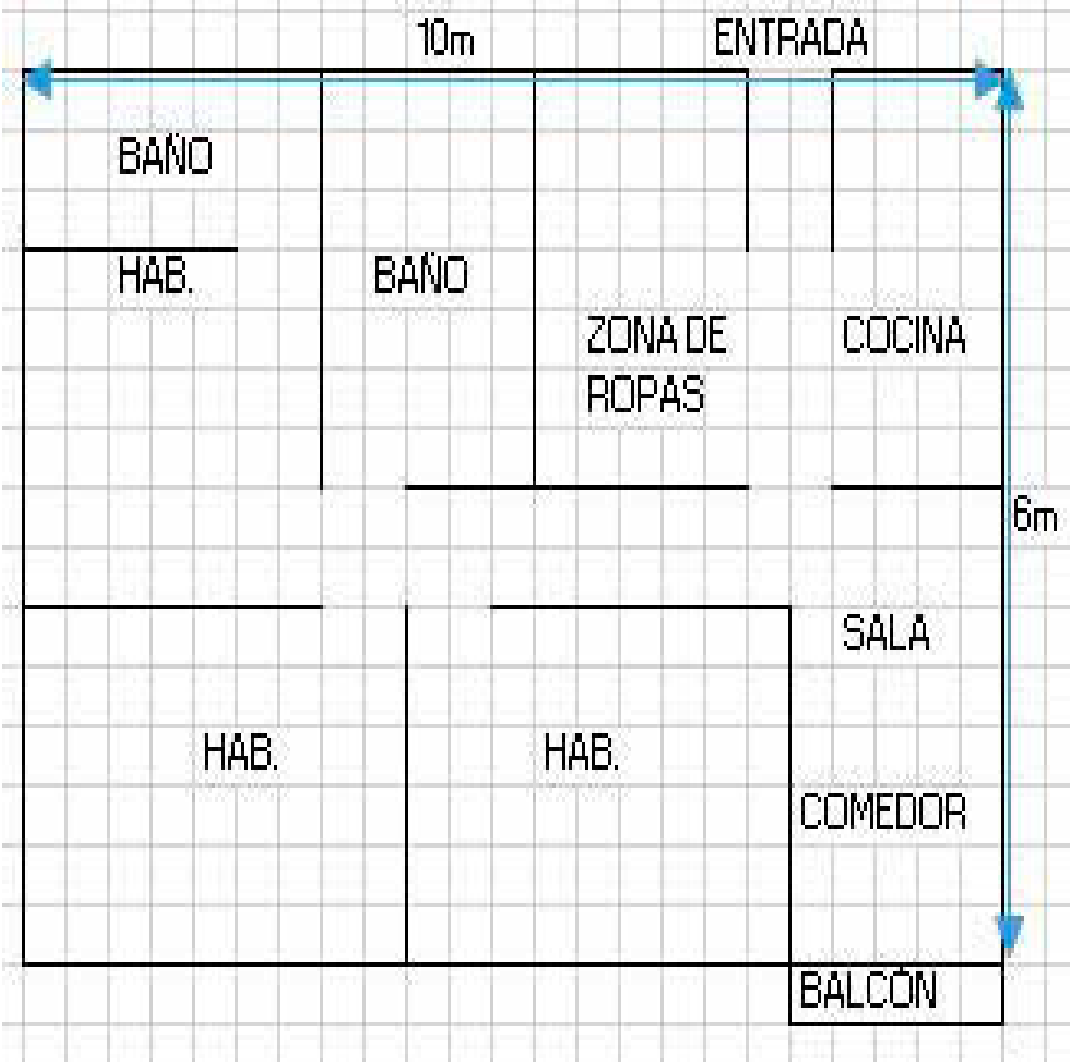 10m
ENTRADA
BAÑO
HAB.
BAÑO
ZONA DE
ROPAS
COCINA
6m
SALA
HAB.
HAB.
COMEDOR
BALCÓN